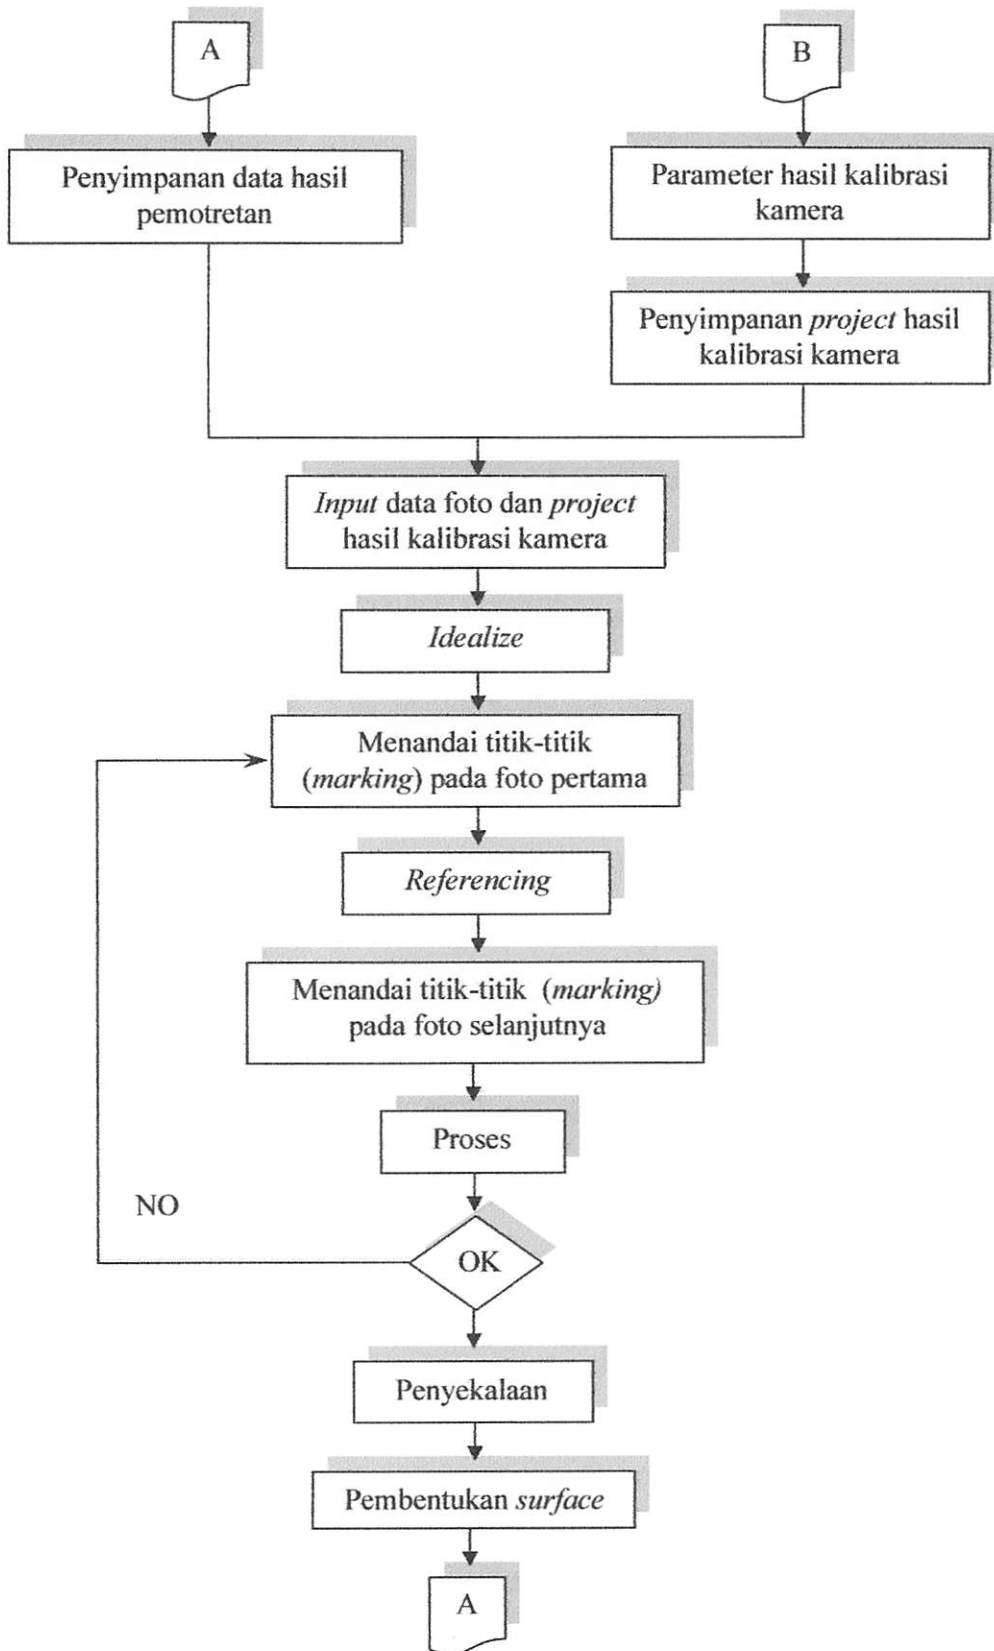 A
B
Penyimpanan data hasil
pemotretan
Parameter hasil kalibrasi
kamera
Penyimpanan project hasil
kalibrasi kamera
Input data foto dan project
hasil kalibrasi kamera
Idealize
Menandai titik-titik
(marking) pada foto pertama
Referencing
Menandai titik-titik (marking)
pada foto selanjutnya
Proses
NO
OK
Penyekalaan
Pembentukan surface
A